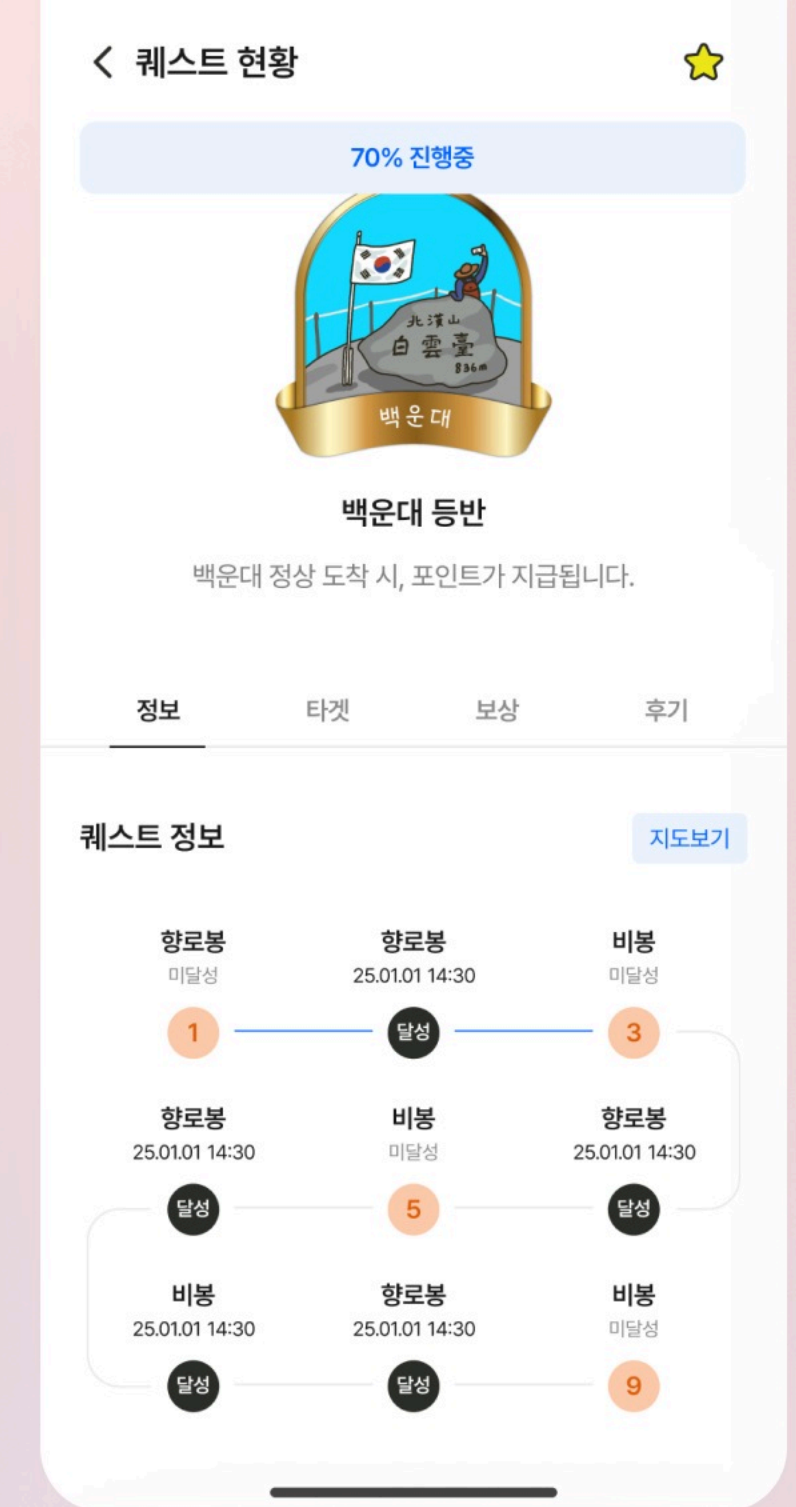 퀘스트 현황
70% 진행중
北漢山
白雲臺
836m
백운대
백운대 등반
백운대 정상 도착 시, 포인트가 지급됩니다.
정보 타겟 보상 후기
퀘스트 정보 지도보기
향로봉 향로봉 비봉
미달성 25.01.01 14:30 미달성
1 달성 3
향로봉 비봉 향로봉
25.01.01 14:30 미달성 25.01.01 14:30
달성 5 달성
비봉 향로봉 비봉
25.01.01 14:30 25.01.01 14:30 미달성
달성 달성 9